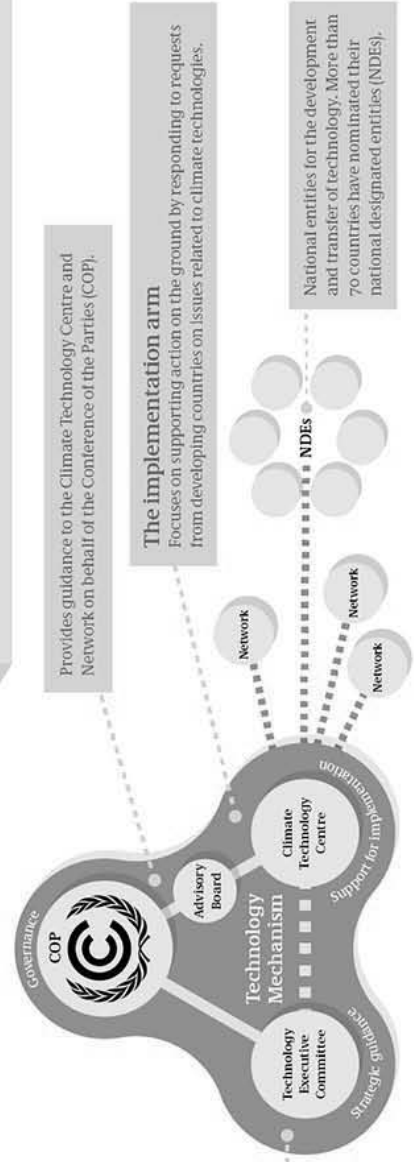 Provides guidance to the Climate Technology Centre and
Network on behalf of the Conference of the Parties (COP).
The implementation arm
Focuses on supporting action on the ground by responding to requests
from developing countries on issues related to climate technologies.
National entities for the development
and transfer of technology. More than
70 countries have nominated their
national designated entities (NDEs).
Governance
COP
Advisory
Board
Technology
Mechanism
Technology
Executive
Committee
Strategic guidance
Climate
Technology
Centre
Support for implementation
Network
Network
Network
NDEs